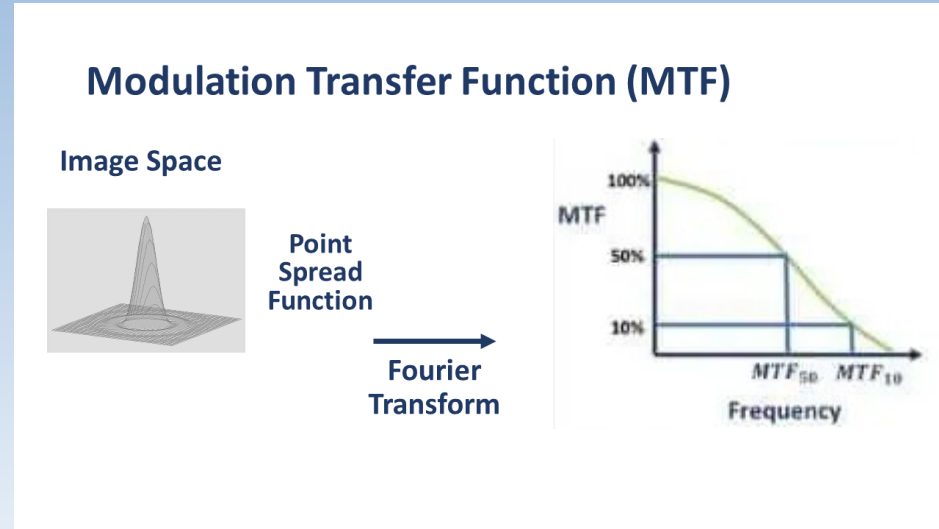 Modulation Transfer Function (MTF)
Image Space
Point
Spread
Function
Fourier
Transform
100%
MTF
50%
10%
MTF₅₀ MTF₁₀
Frequency